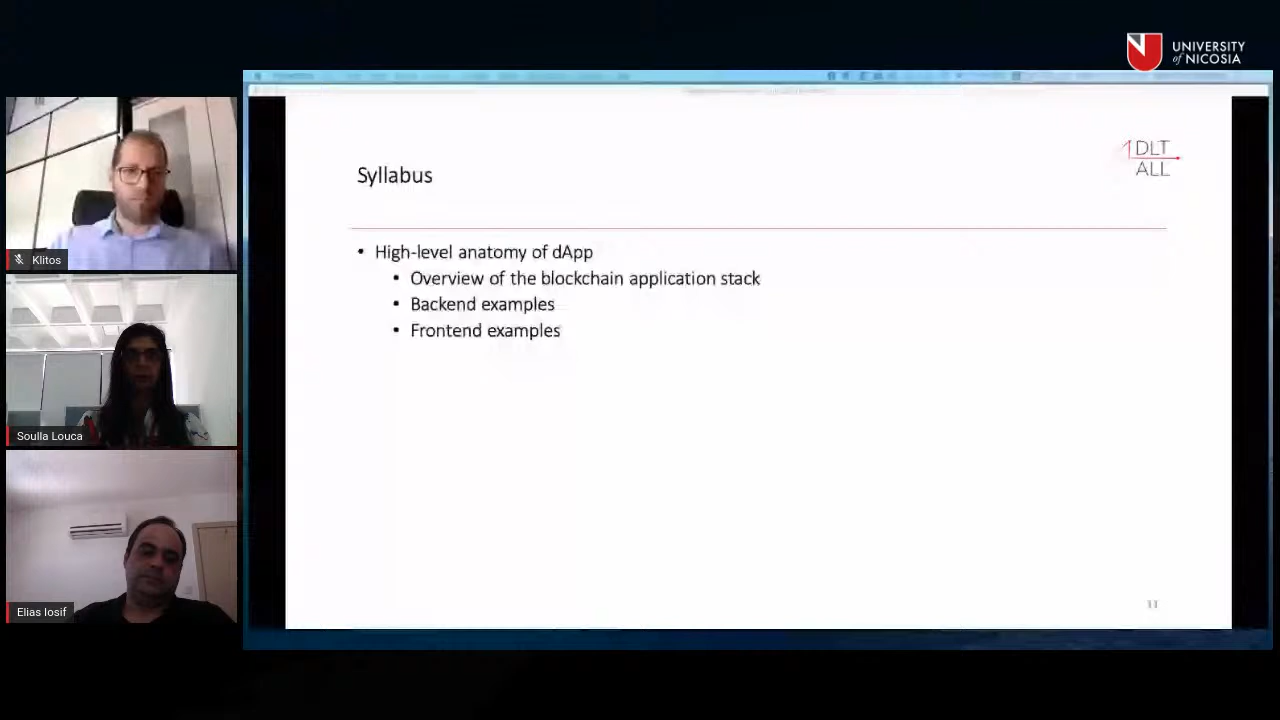 UNIVERSITY
of NICOSIA
DLT
ALL
Syllabus
• High-level anatomy of dApp
• Overview of the blockchain application stack
• Backend examples
• Frontend examples
Klitos
Soulla Louca
Elias Iosif
11